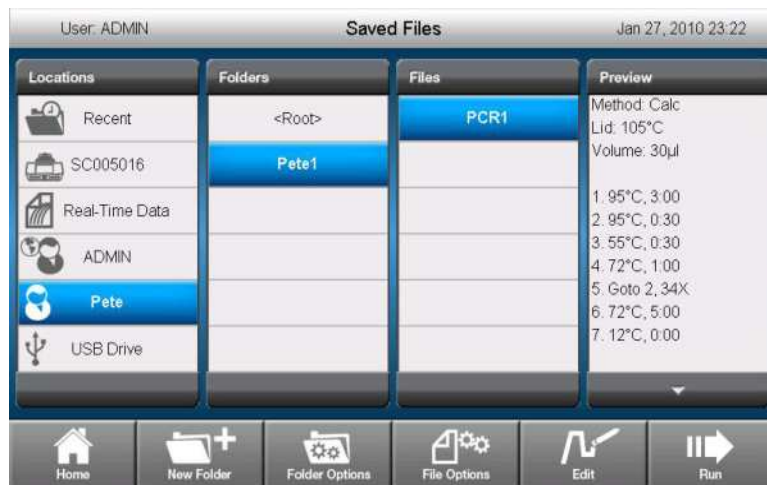 User: ADMIN
Saved Files
Jan 27, 2010 23:22
Locations
Recent
SC005016
Real-Time Data
ADMIN
Pete
USB Drive
Folders
<Root>
Pete1
Files
PCR1
Preview
Method: Calc
Lid: 105°C
Volume: 30µl
1. 95°C, 3:00
2. 95°C, 0:30
3. 55°C, 0:30
4. 72°C, 1:00
5. Goto 2, 34X
6. 72°C, 5:00
7. 12°C, 0:00
Home
New Folder
Folder Options
File Options
Edit
Run